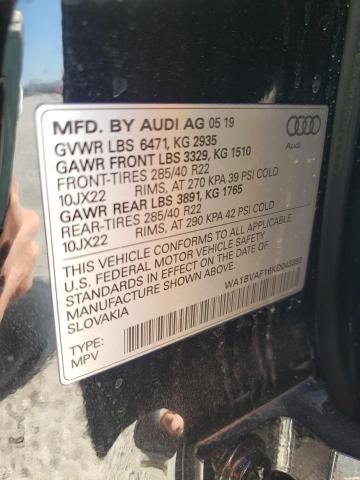 MFD. BY AUDI AG 05 19
GVWR LBS 6471, KG 2935
GAWR FRONT LBS 3329, KG 1510
FRONT-TIRES 285/40 R22
10JX22 RIMS, AT 270 KPA 39 PSI COLD
GAWR REAR LBS 3891, KG 1765
REAR-TIRES 285/40 R22
10JX22 RIMS, AT 290 KPA 42 PSI COLD
THIS VEHICLE CONFORMS TO ALL APPLICABLE
U.S. FEDERAL MOTOR VEHICLE SAFETY
STANDARDS IN EFFECT ON THE DATE OF
MANUFACTURE SHOWN ABOVE.
SLOVAKIA
TYPE:
MPV
Audi